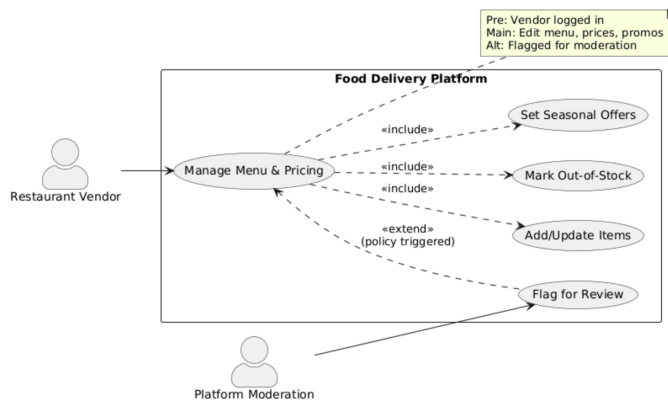 Pre: Vendor logged in
Main: Edit menu, prices, promos
Alt: Flagged for moderation
Food Delivery Platform
Set Seasonal Offers
«include»
Restaurant Vendor
Manage Menu & Pricing
«include»
Mark Out-of-Stock
«include»
Add/Update Items
«extend»
(policy triggered)
Flag for Review
Platform Moderation